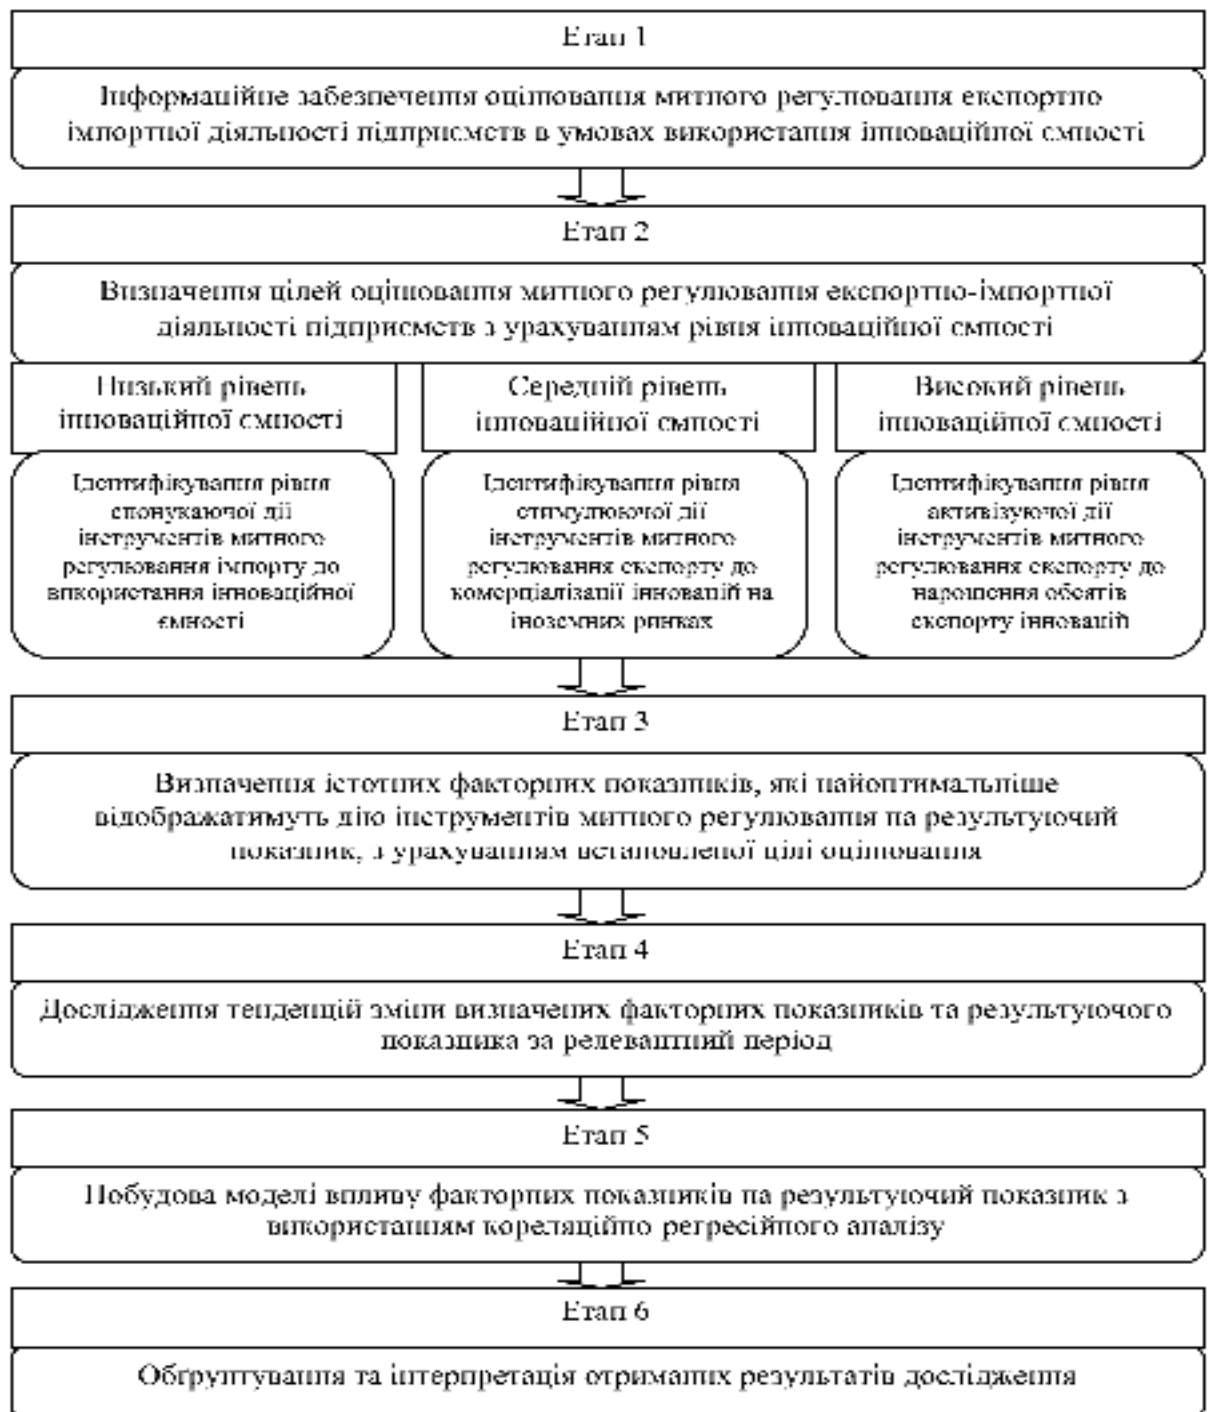 Етап 1
Інформаційне забезпечення оцінювання митного регулювання експортно
імпортної діяльності підприємств в умовах використання інноваційної ємності
Етап 2
Визначення цілей оцінювання митного регулювання експортно-імпортної
діяльності підприємств з урахуванням рівня інноваційної ємності
Низький рівень
інноваційної ємності
Середній рівень
інноваційної ємності
Високий рівень
інноваційної ємності
Ідентифікування рівня
спонукаючої дії
інструментів митного
регулювання імпорту до
використання інноваційної
ємності
Ідентифікування рівня
стимулюючої дії
інструментів митного
регулювання експорту до
комерціалізації інновацій на
іноземних ринках
Ідентифікування рівня
активізуючої дії
інструментів митного
регулювання експорту до
нарощення обсягів
експорту інновацій
Етап 3
Визначення істотних факторних показників, які найоптимальніше
відображатимуть дію інструментів митного регулювання на результуючий
показник, з урахуванням встановленої цілі оцінювання
Етап 4
Дослідження тенденцій зміни визначених факторних показників та результуючого
показника за релевантний період
Етап 5
Побудова моделі впливу факторних показників на результуючий показник з
використанням кореляційно регресійного аналізу
Етап 6
Обґрунтування та інтерпретація отриманих результатів дослідження